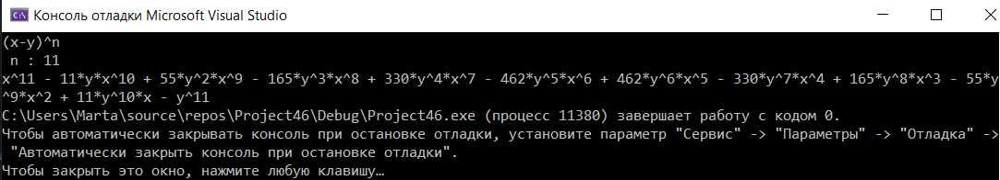 Консоль отладки Microsoft Visual Studio
(x-y)^n
n : 11
x^11 - 11*y*x^10 + 55*y^2*x^9 - 165*y^3*x^8 + 330*y^4*x^7 - 462*y^5*x^6 + 462*y^6*x^5 - 330*y^7*x^4 + 165*y^8*x^3 - 55*y
^9*x^2 + 11*y^10*x - y^11
C:\Users\Marta\source\repos\Project46\Debug\Project46.exe (процесс 11380) завершает работу с кодом 0.
Чтобы автоматически закрывать консоль при остановке отладки, установите параметр "Сервис" -> "Параметры" -> "Отладка" ->
"Автоматически закрыть консоль при остановке отладки".
Чтобы закрыть это окно, нажмите любую клавишу…